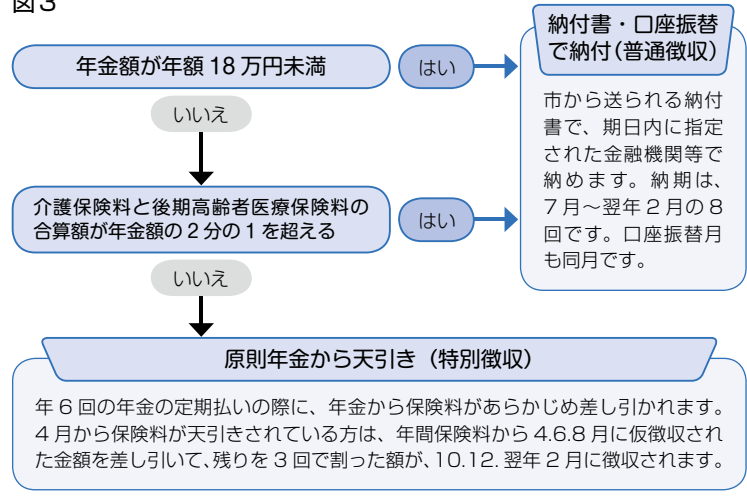 図3
年金額が年額 18 万円未満
はい
納付書・口座振替
で納付(普通徴収)
市から送られる納付
書で、期日内に指定
された金融機関等で
納めます。納期は、
7月～翌年2月の8
回です。口座振替月
も同月です。
いいえ
介護保険料と後期高齢者医療保険料の
合算額が年金額の2分の1を超える
はい
いいえ
原則年金から天引き（特別徴収）
年6回の年金の定期払いの際に、年金から保険料があらかじめ差し引かれます。
4月から保険料が天引きされている方は、年間保険料から4.6.8月に仮徴収され
た金額を差し引いて、残りを3回で割った額が、10.12.翌年2月に徴収されます。